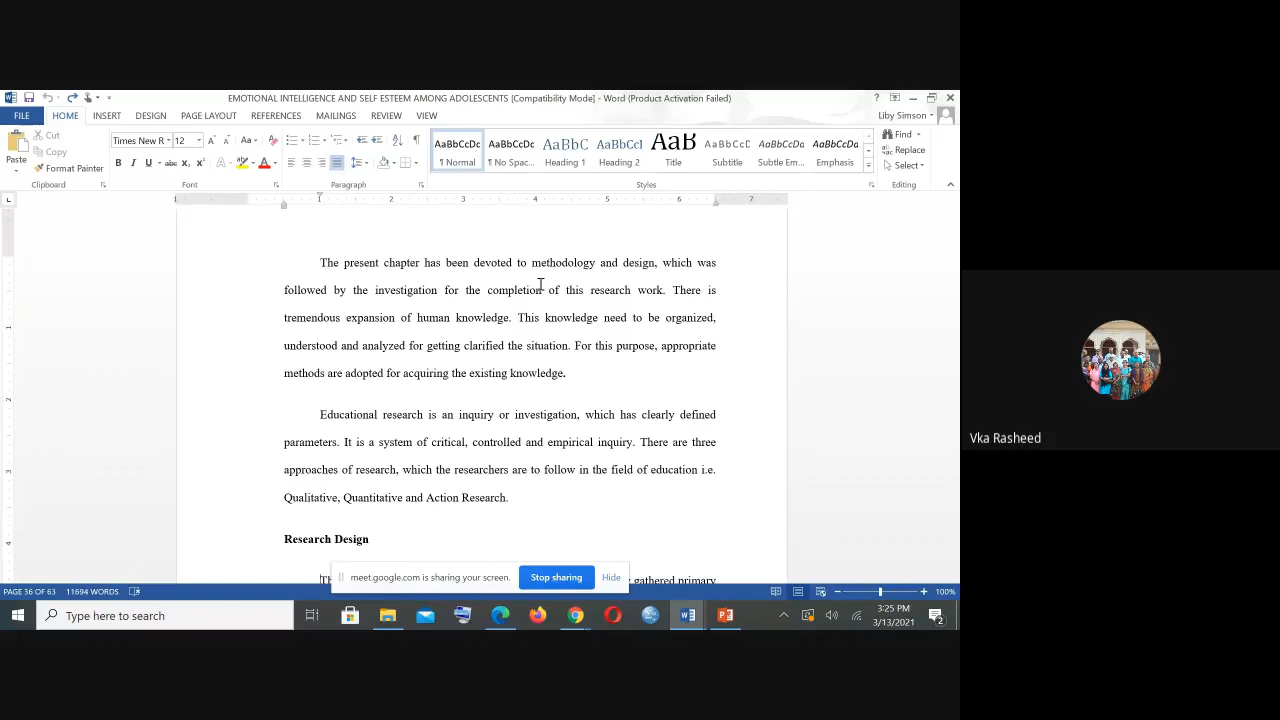 EMOTIONAL INTELLIGENCE AND SELF ESTEEM AMONG ADOLESCENTS [Compatibility Mode] - Word (Product Activation Failed)
FILE HOME INSERT DESIGN PAGE LAYOUT REFERENCES MAILINGS REVIEW VIEW Liby Simson
Cut
Copy
Format Painter
Paste
Clipboard
Times New R 12
Font
Paragraph
AaBbCcDc AaBbCcDc AaBbC AaBbCcI AaB AaBbCcD AaBbCcDa AaBbCcDa
¶ Normal ¶ No Spac... Heading 1 Heading 2 Title Subtitle Subtle Em... Emphasis
Styles
Find
Replace
Select
Editing
The present chapter has been devoted to methodology and design, which was
followed by the investigation for the completion of this research work. There is
tremendous expansion of human knowledge. This knowledge need to be organized,
understood and analyzed for getting clarified the situation. For this purpose, appropriate
methods are adopted for acquiring the existing knowledge.
Educational research is an inquiry or investigation, which has clearly defined
parameters. It is a system of critical, controlled and empirical inquiry. There are three
approaches of research, which the researchers are to follow in the field of education i.e.
Qualitative, Quantitative and Action Research.
Research Design
gathered primary
meet.google.com is sharing your screen. Stop sharing Hide
PAGE 36 OF 63 11694 WORDS 100%
Type here to search
3:25 PM
3/13/2021
Vka Rasheed